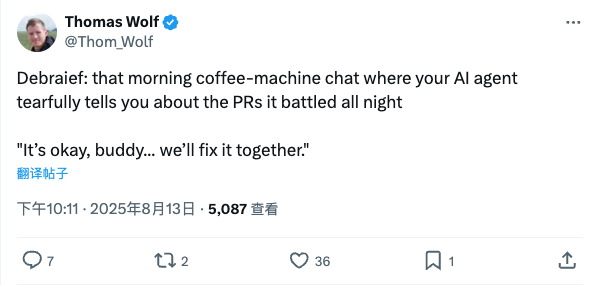 Thomas Wolf
@Thom_Wolf
Debraief: that morning coffee-machine chat where your AI agent
tearfully tells you about the PRs it battled all night
"It’s okay, buddy… we’ll fix it together."
翻译帖子
下午10:11 · 2025年8月13日 · 5,087 查看
7 2 36 1